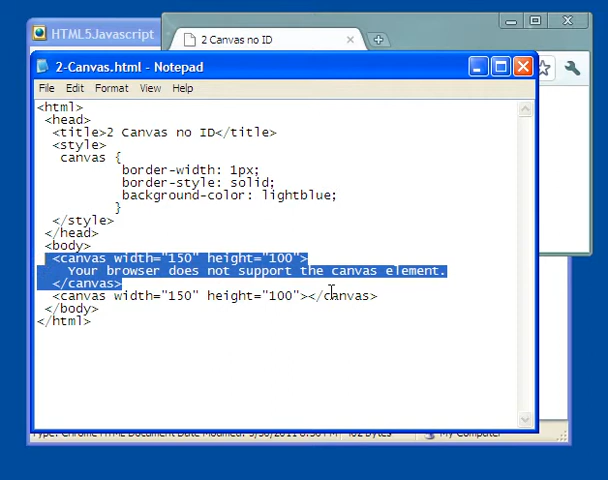 HTML5Javascript
2 Canvas no ID
2-Canvas.html - Notepad
File Edit Format View Help
<html>
<head>
<title>2 Canvas no ID</title>
<style>
canvas {
border-width: 1px;
border-style: solid;
background-color: lightblue;
}
</style>
</head>
<body>
<canvas width="150" height="100">
Your browser does not support the canvas element.
</canvas>
<canvas width="150" height="100"></canvas>
</body>
</html>
My Computer